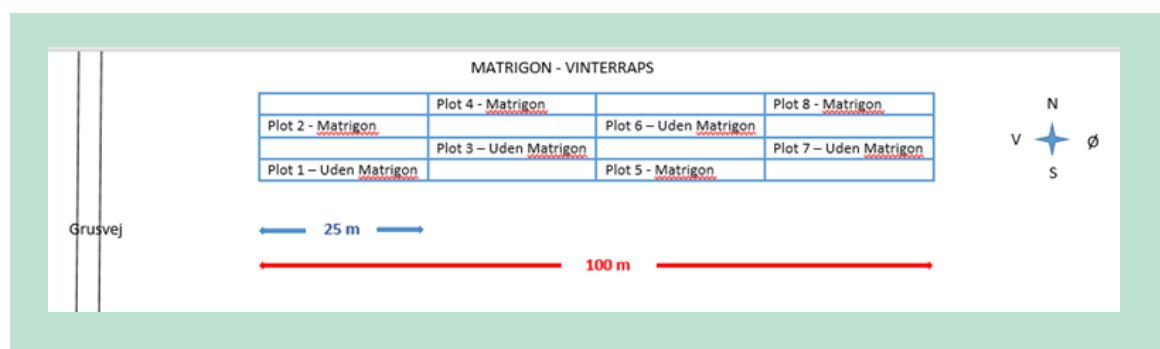 MATRIGON - VINTERRAPS
Plot 4 - Matrigon
Plot 8 - Matrigon
N
Plot 2 - Matrigon
Plot 6 – Uden Matrigon
V
Ø
Plot 3 – Uden Matrigon
Plot 7 – Uden Matrigon
Plot 1 – Uden Matrigon
Plot 5 - Matrigon
S
Grusvej
25 m
100 m